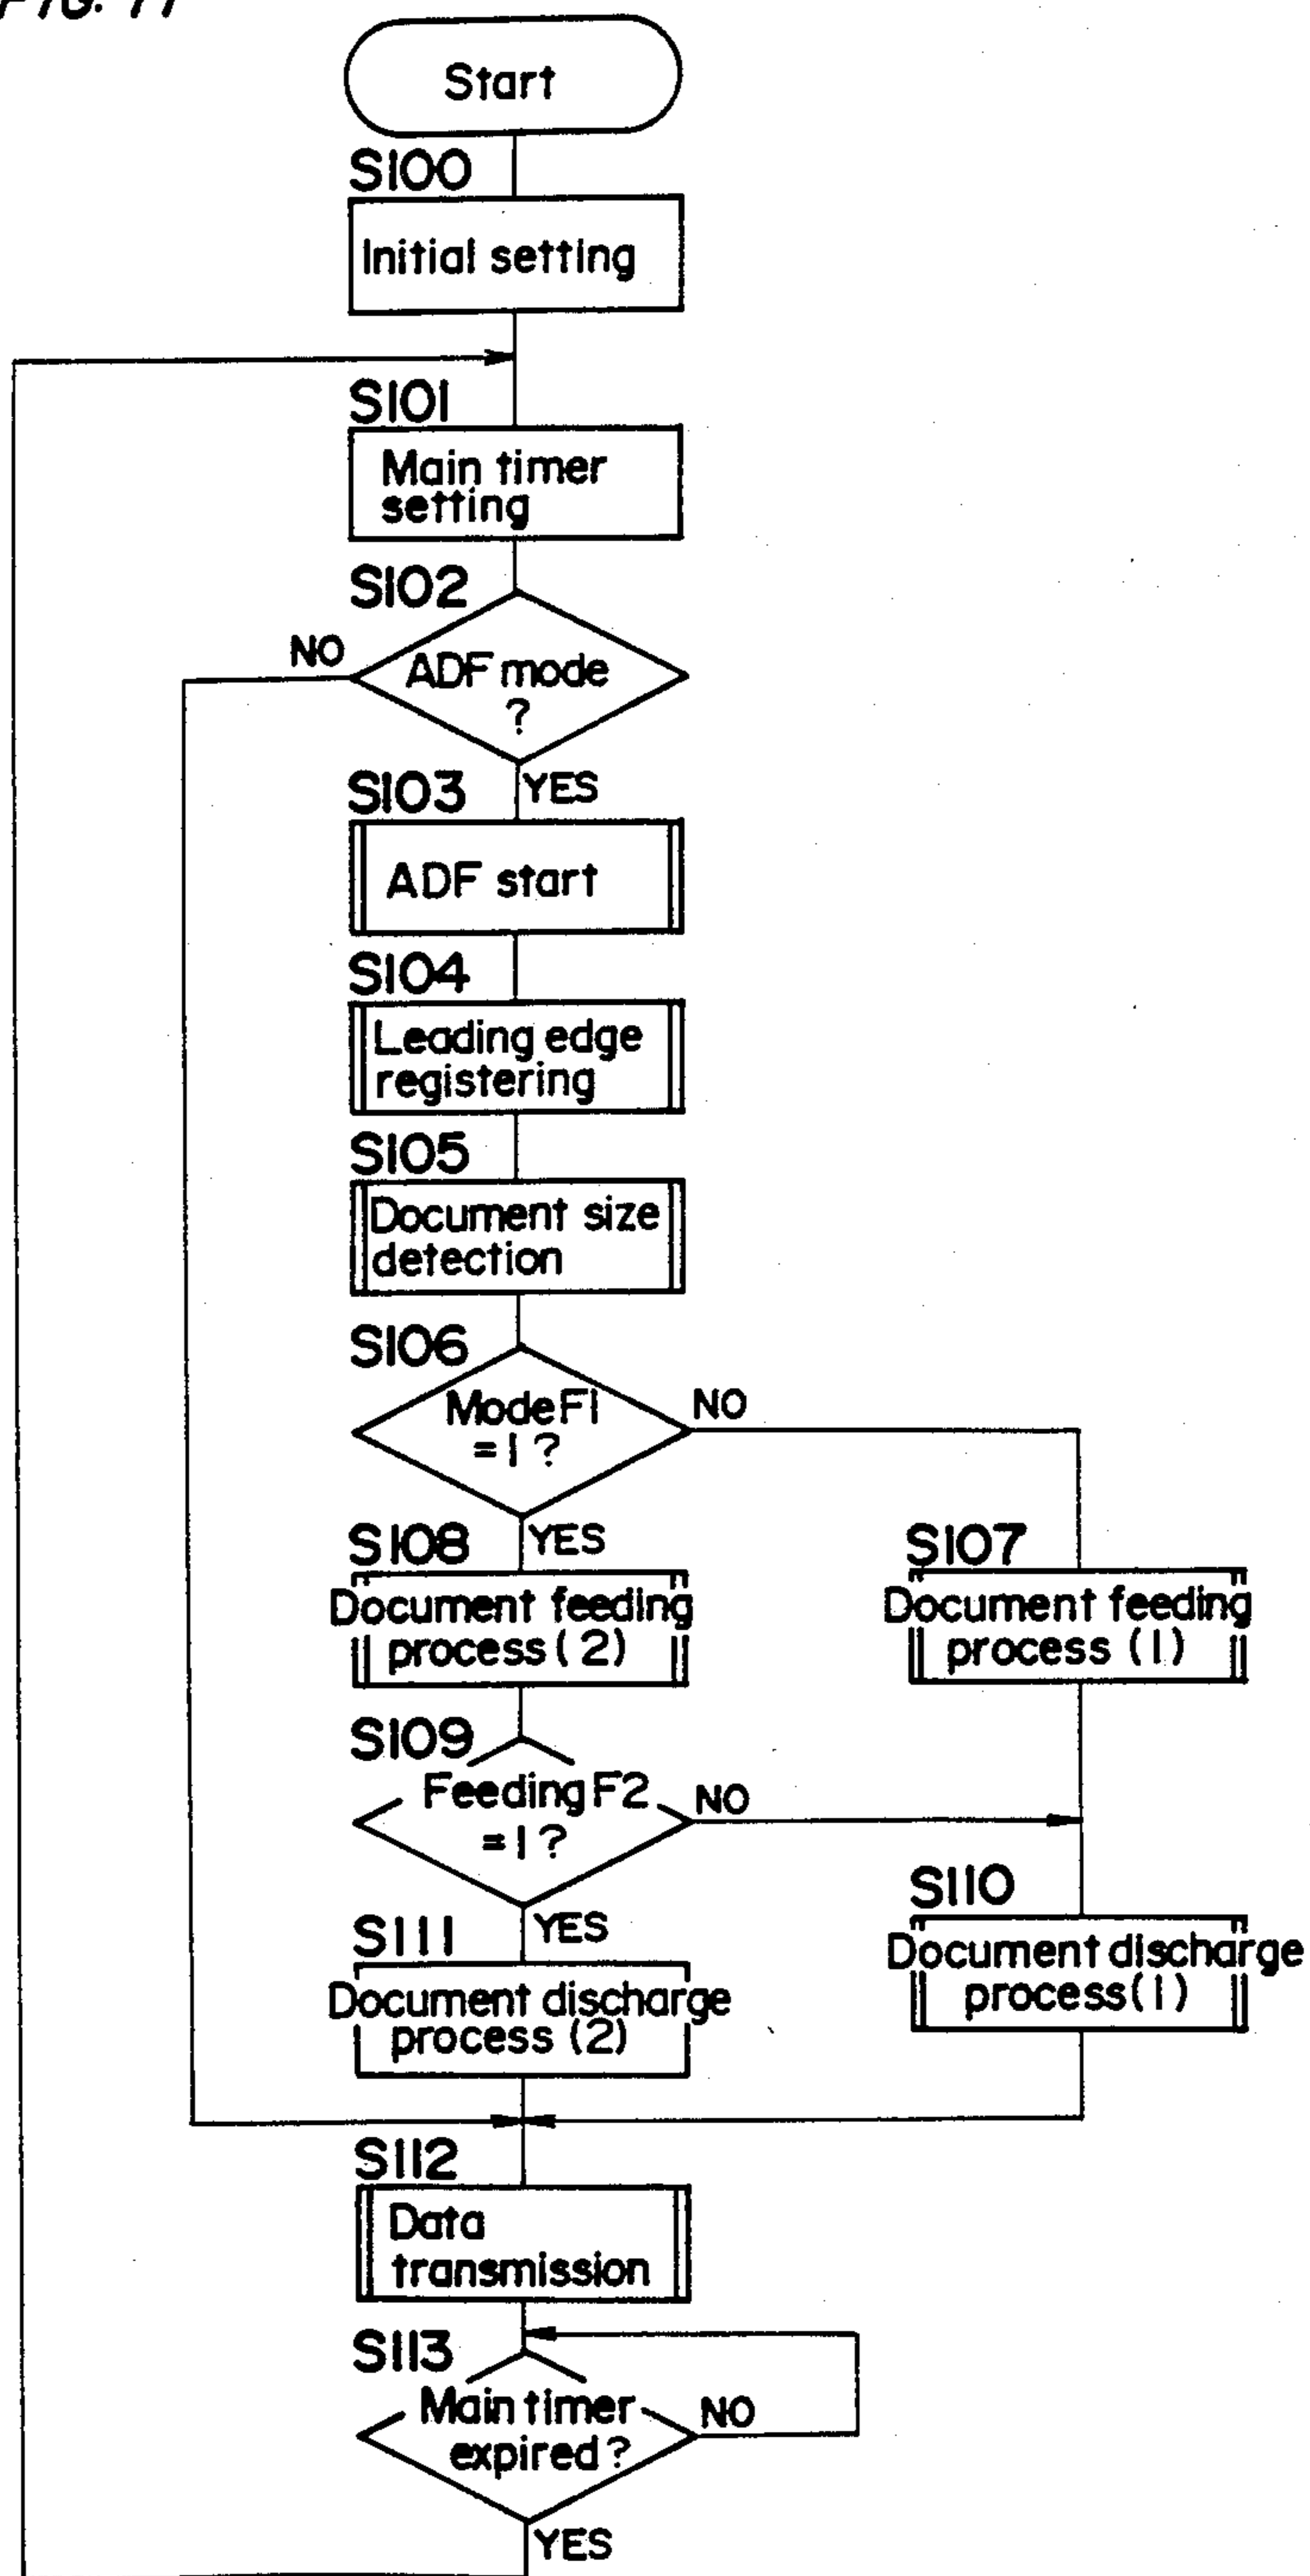 Start
S100
Initial setting
S101
Main timer
setting
S102
NO
ADF mode
?
S103
YES
ADF start
S104
Leading edge
registering
S105
Document size
detection
S106
Mode F1
=1?
NO
S108
YES
S107
Document feeding
process (2)
Document feeding
process (1)
S109
Feeding F2
=1?
NO
S110
S111
YES
Document discharge
process (1)
Document discharge
process (2)
S112
Data
transmission
S113
Main timer
expired?
NO
YES